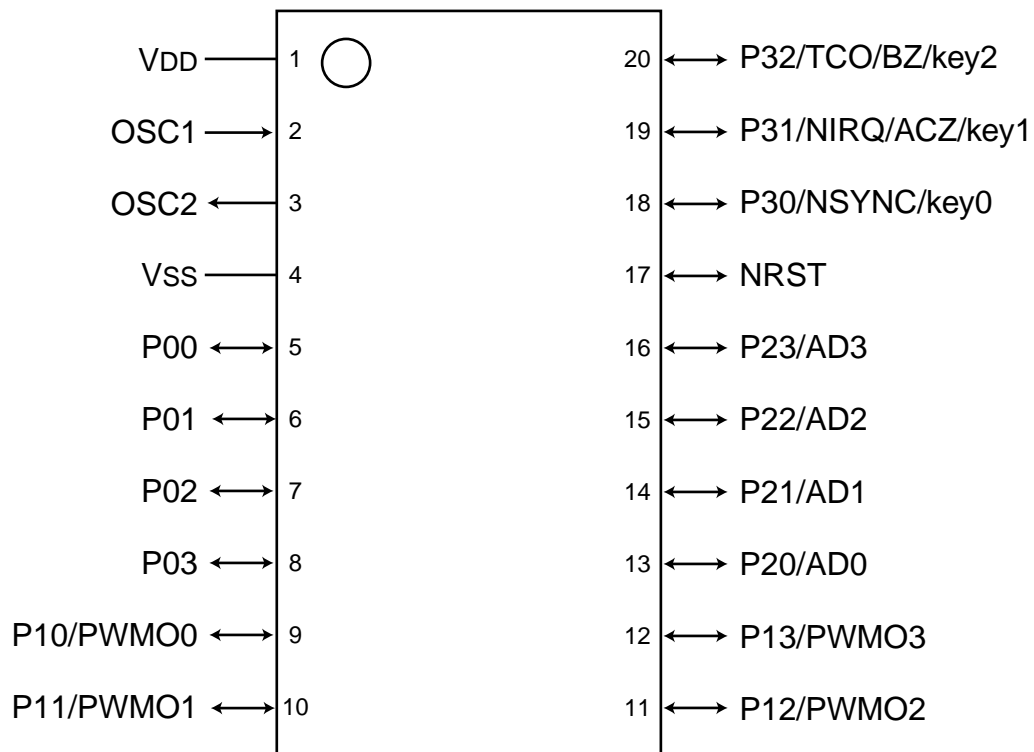 VDD 1 20 P32/TCO/BZ/key2
OSC1 2 19 P31/NIRQ/ACZ/key1
OSC2 3 18 P30/NSYNC/key0
VSS 4 17 NRST
P00 5 16 P23/AD3
P01 6 15 P22/AD2
P02 7 14 P21/AD1
P03 8 13 P20/AD0
P10/PWMO0 9 12 P13/PWMO3
P11/PWMO1 10 11 P12/PWMO2